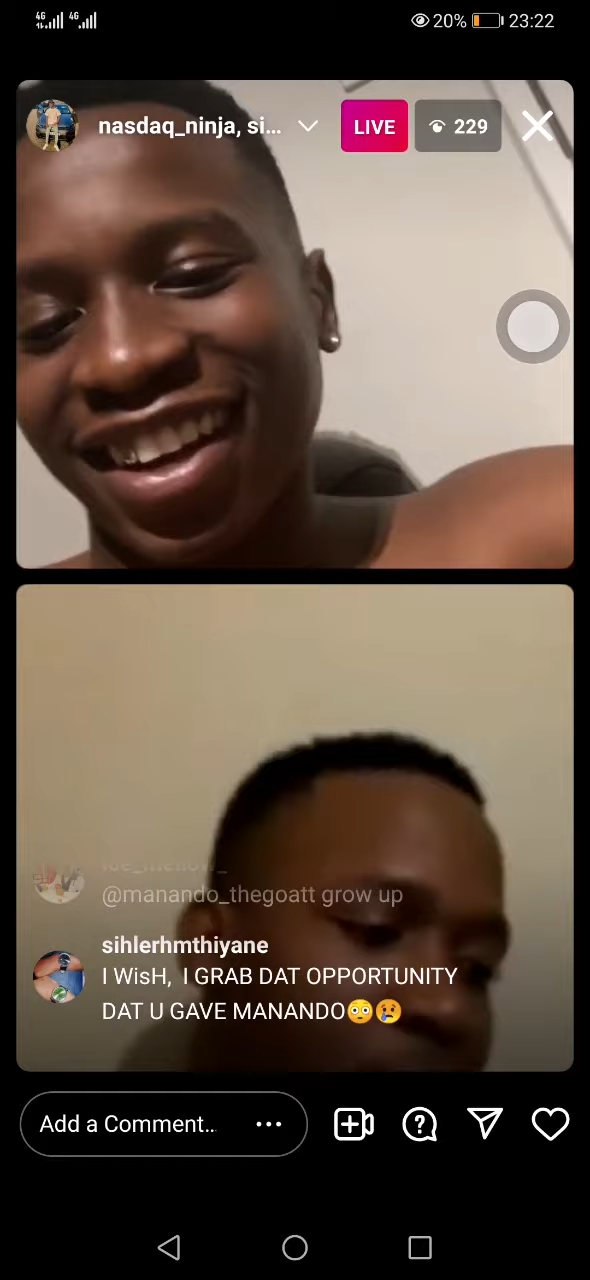 4G 4G 20% 23:22
nasdaq_ninja, si... LIVE 229
@manando_thegoatt grow up
sihlerhmthiyane
I WisH, I GRAB DAT OPPORTUNITY
DAT U GAVE MANANDO😳😢
Add a Comment...